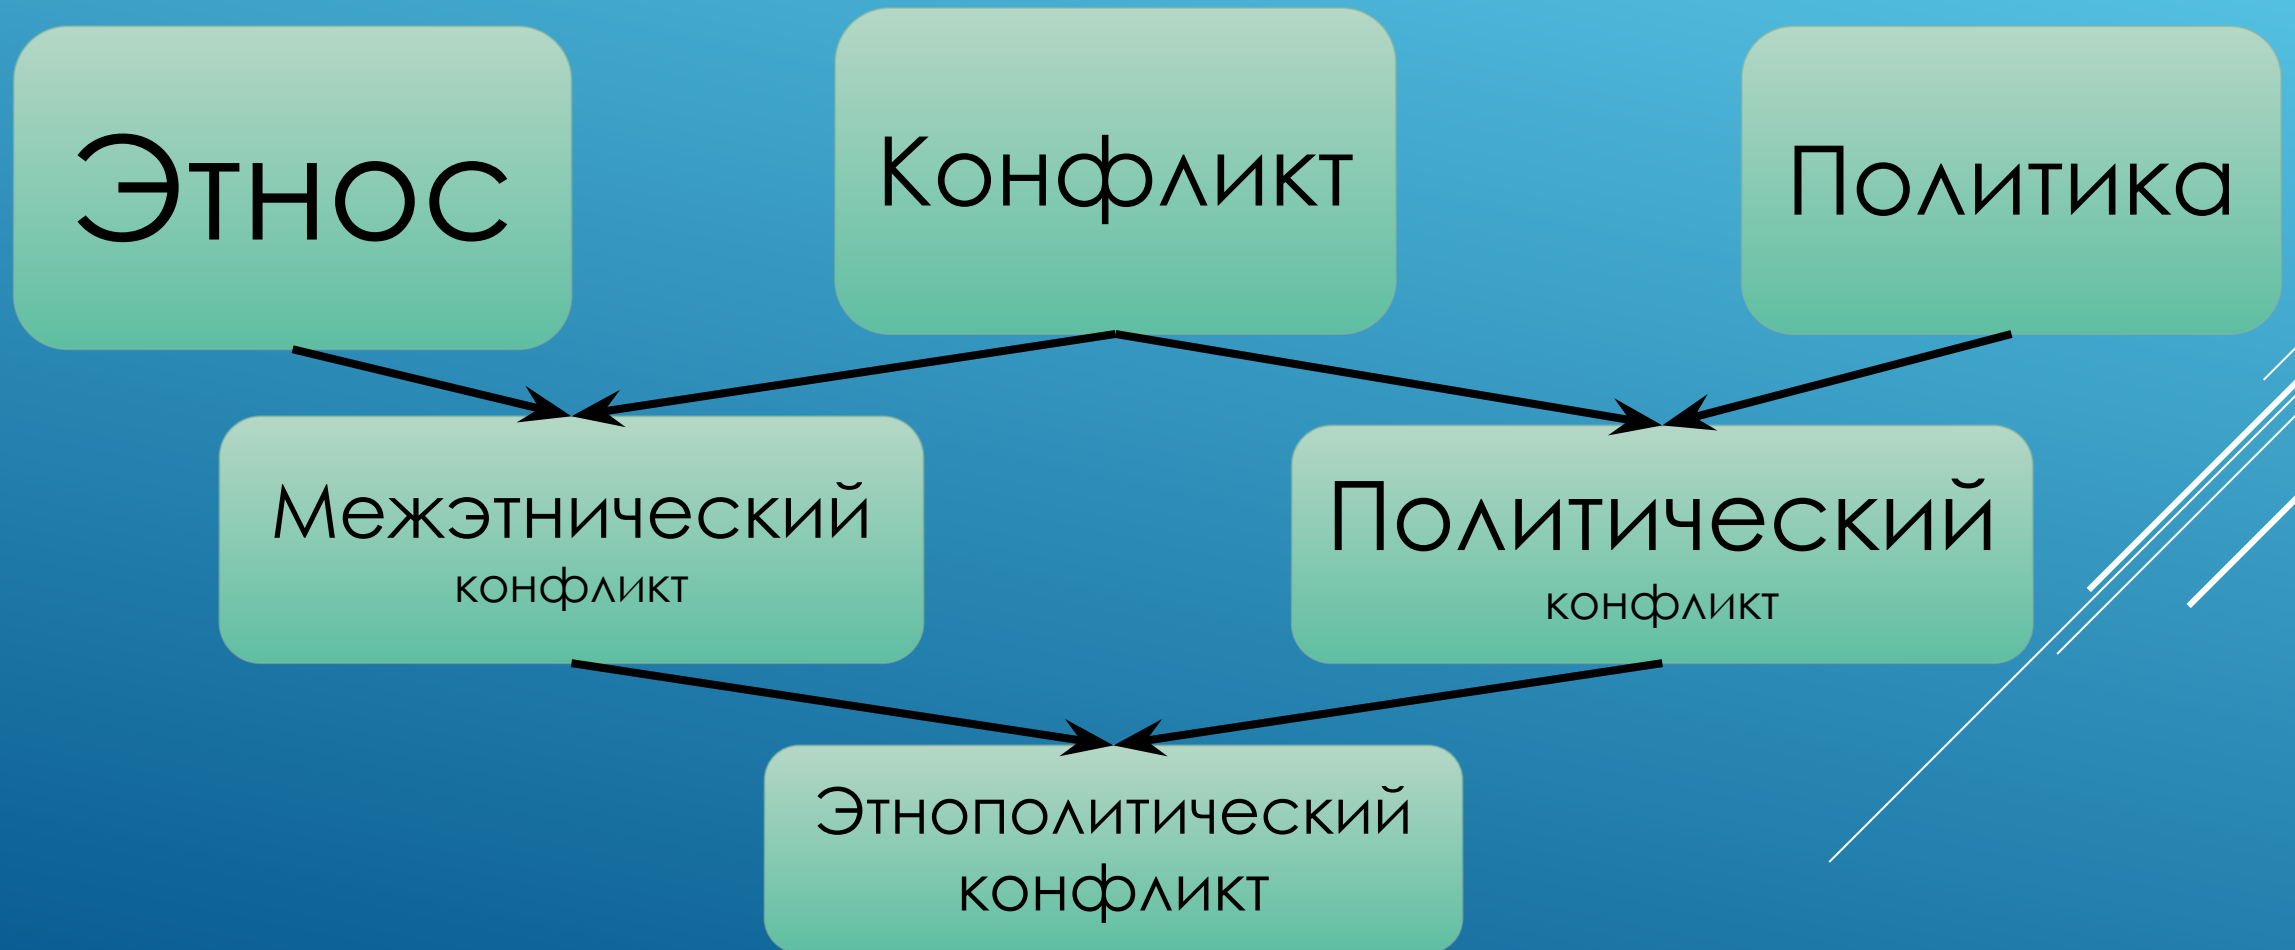 Этнос
Конфликт
Политика
Межэтнический
конфликт
Политический
конфликт
Этнополитический
конфликт